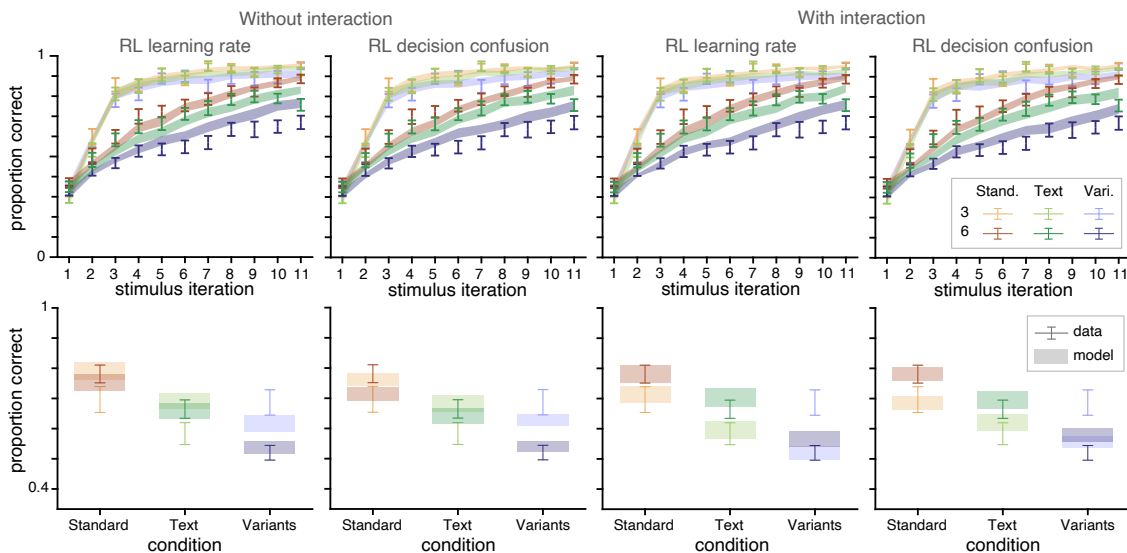 Without interaction
With interaction
RL learning rate
RL decision confusion
RL learning rate
RL decision confusion
proportion correct
1
0
1 2 3 4 5 6 7 8 9 10 11
1 2 3 4 5 6 7 8 9 10 11
1 2 3 4 5 6 7 8 9 10 11
1 2 3 4 5 6 7 8 9 10 11
stimulus iteration
stimulus iteration
stimulus iteration
stimulus iteration
Stand. Text Vari.
3
6
proportion correct
1
0.4
data
model
Standard Text Variants
Standard Text Variants
Standard Text Variants
Standard Text Variants
condition
condition
condition
condition